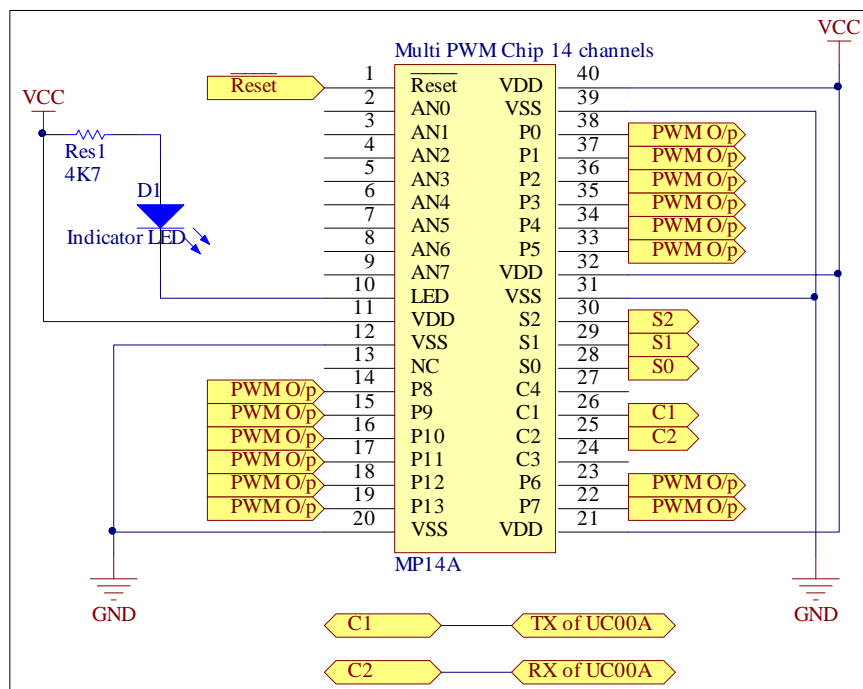 VCC
Multi PWM Chip 14 channels
Reset 1 Reset VDD 40
VCC 2 AN0 VSS 39
3 AN1 P0 38 PWM O/p
Res1 4 AN2 P1 37 PWM O/p
4K7 5 AN3 P2 36 PWM O/p
D1 6 AN4 P3 35 PWM O/p
7 AN5 P4 34 PWM O/p
Indicator LED 8 AN6 P5 33 PWM O/p
9 AN7 VDD 32
10 LED VSS 31
11 VDD S2 30 S2
12 VSS S1 29 S1
13 NC S0 28 S0
PWM O/p 14 P8 C4 27
PWM O/p 15 P9 C1 26 C1
PWM O/p 16 P10 C2 25 C2
PWM O/p 17 P11 C3 24
PWM O/p 18 P12 P6 23 PWM O/p
PWM O/p 19 P13 P7 22 PWM O/p
20 VSS VDD 21
MP14A
GND GND
C1 TX of UC00A
C2 RX of UC00A